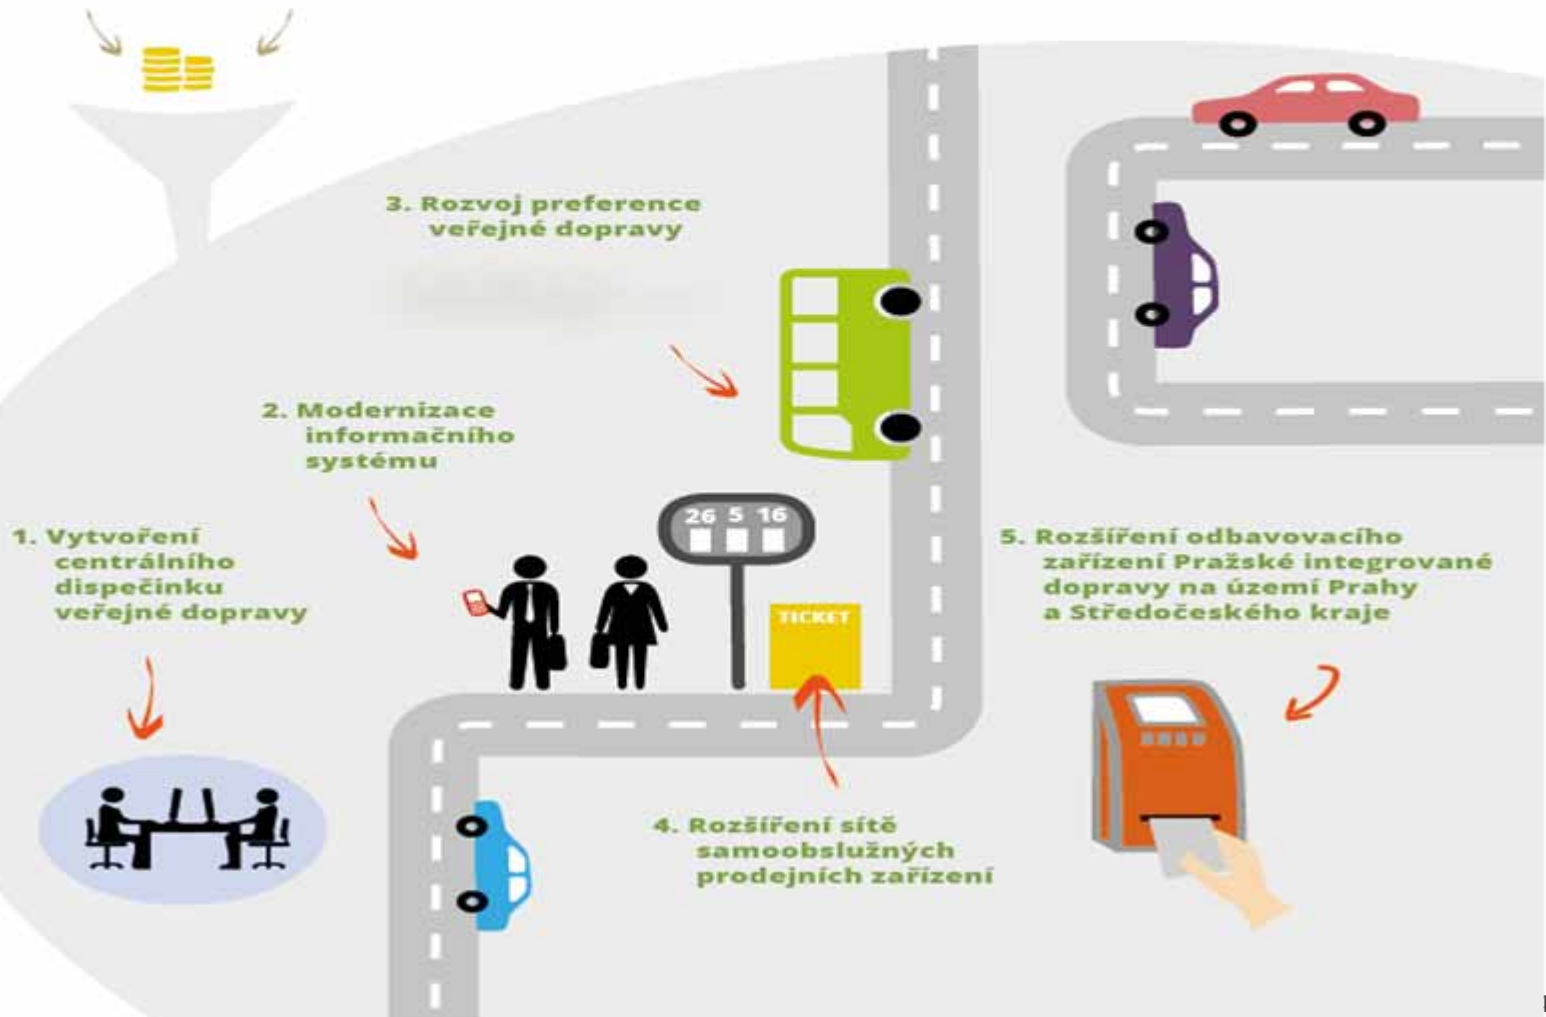 3. Rozvoj preference
veřejné dopravy
2. Modernizace
informačního
systému
26 5 16
1. Vytvoření
centrálního
dispečinku
veřejné dopravy
TICKET
5. Rozšíření odbavovacího
zařízení Pražské integrované
dopravy na území Prahy
a Středočeského kraje
4. Rozšíření sítě
samoobslužných
prodejních zařízení